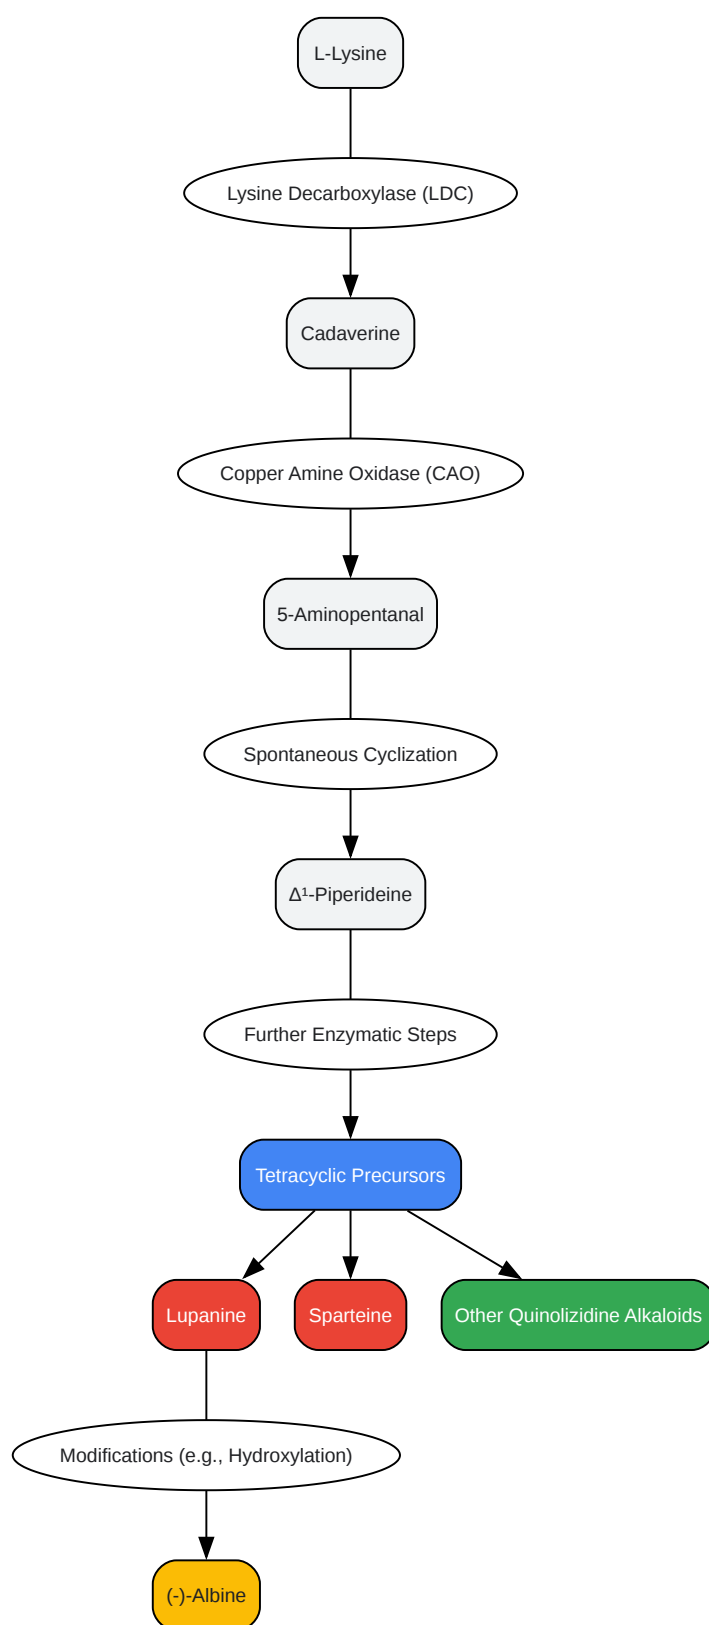 L-Lysine
Lysine Decarboxylase (LDC)
Cadaverine
Copper Amine Oxidase (CAO)
5-Aminopentanal
Spontaneous Cyclization
Δ¹-Piperideine
Further Enzymatic Steps
Tetracyclic Precursors
Lupanine
Sparteine
Other Quinolizidine Alkaloids
Modifications (e.g., Hydroxylation)
(-)-Albine